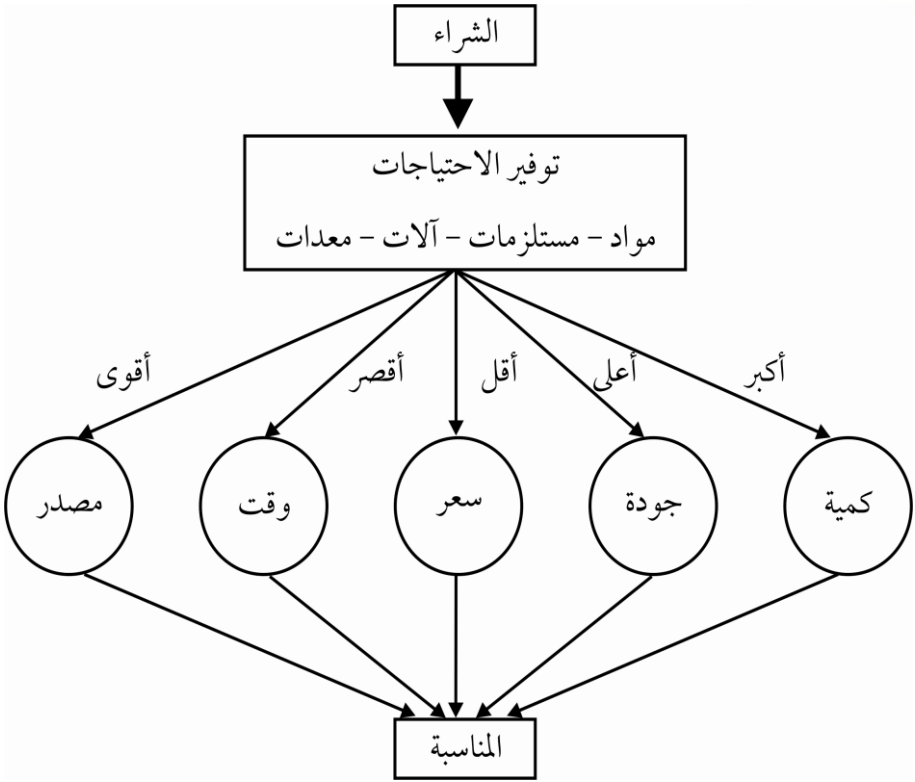 الشراء
توفير الاحتياجات
مواد – مستلزمات – آلات – معدات
أكبر
أعلى
أقل
أقصر
أقوى
كمية
جودة
سعر
وقت
مصدر
المناسبة